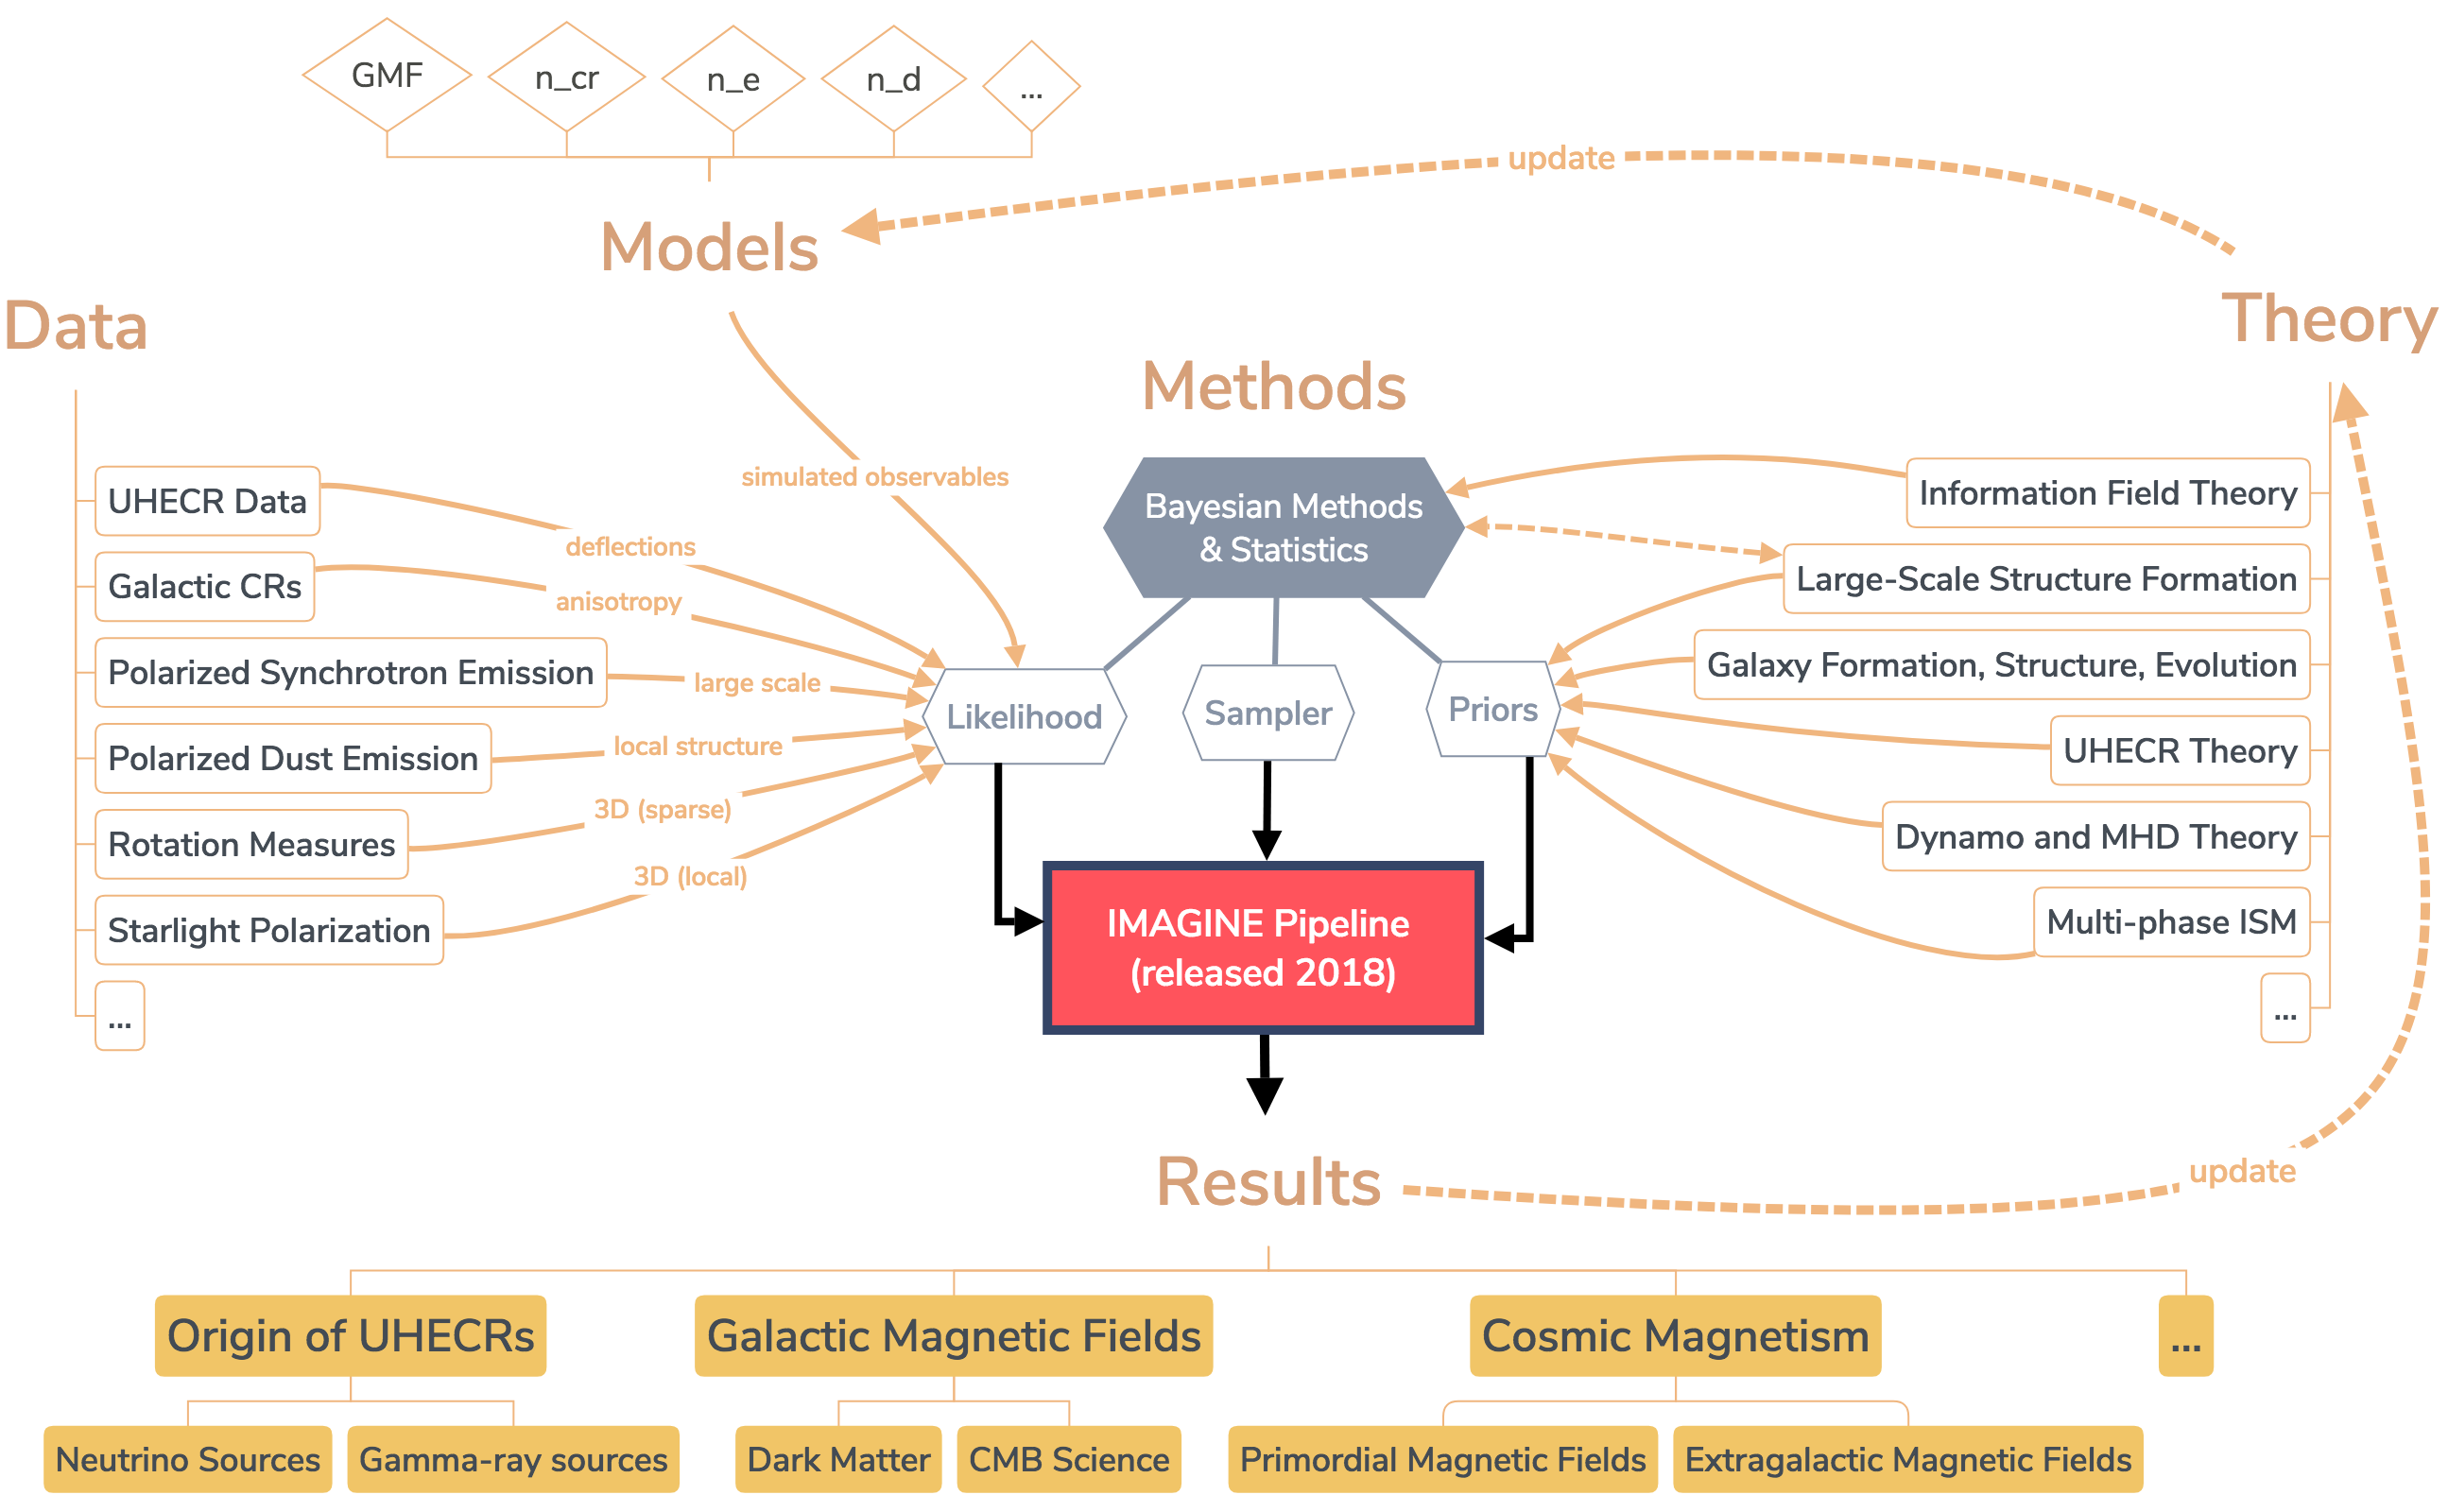 GMF
n_cr
n_e
n_d
...
update
Models
Data
Theory
Methods
simulated observables
Bayesian Methods
& Statistics
UHECR Data
Galactic CRs
Polarized Synchrotron Emission
Polarized Dust Emission
Rotation Measures
Starlight Polarization
...
deflections
anisotropy
large scale
local structure
3D (sparse)
3D (local)
Likelihood
Sampler
Priors
Information Field Theory
Large-Scale Structure Formation
Galaxy Formation, Structure, Evolution
UHECR Theory
Dynamo and MHD Theory
Multi-phase ISM
...
IMAGINE Pipeline
(released 2018)
Results
update
Origin of UHECRs
Galactic Magnetic Fields
Cosmic Magnetism
...
Neutrino Sources
Gamma-ray sources
Dark Matter
CMB Science
Primordial Magnetic Fields
Extragalactic Magnetic Fields